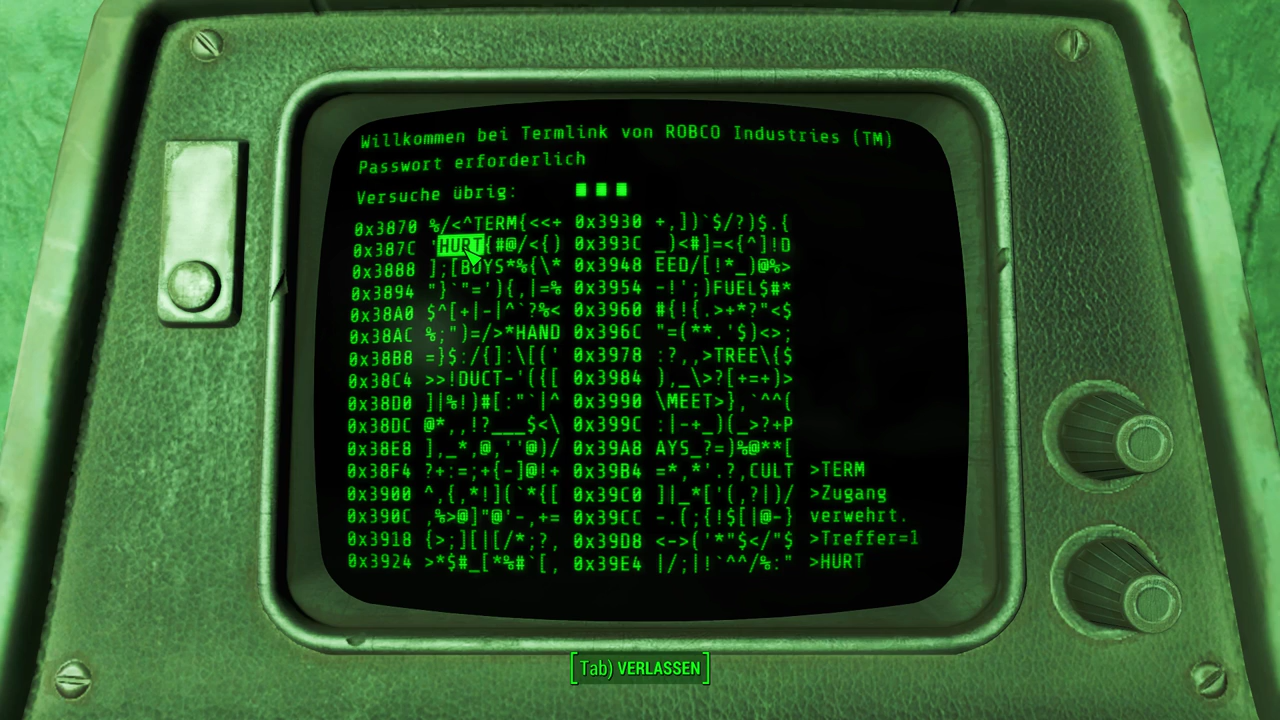 Willkommen bei Termlink von ROBCO Industries (TM)
Passwort erforderlich
Versuche übrig: ■ ■ ■
0x3870 %/<^TERM{<<+ 0x3930 +,])`$/?)$.{
0x387C 'HURT{#@/<{) 0x393C _)<#]=<{^]!D
0x3888 ];[BUYS*%{\* 0x3948 EED/[!*_)@%>
0x3894 "}`"='){,|=% 0x3954 -!';)FUEL$#*
0x38A0 $^[+|-|^`?%< 0x3960 #{!{.>+*?"<$
0x38AC %;")=/>*HAND 0x396C "=(**.'$)<>;
0x38B8 =}$:/{]:\[(' 0x3978 :?,,>TREE\{$
0x38C4 >>!DUCT-'({[ 0x3984 ),_\>?[+=+)>
0x38D0 ]|%!)#[:"`|^ 0x3990 \MEET>},`^^(
0x38DC @*,,!?___$<\ 0x399C :|-+_)(_>?+P
0x38E8 ],_*,@,''@)/ 0x39A8 AYS_?=)%@**[
0x38F4 ?+:=;+{-]@!+ 0x39B4 =*,*'.?,CULT >TERM
0x3900 ^,{,*!](`*{[ 0x39C0 ]|_*['(,?|)/ >Zugang
0x390C ,%>@]"@'-,+= 0x39CC -.(;{!$[|@-} verwehrt.
0x3918 {>;][|[/*;?, 0x39D8 <->('*"$</"$ >Treffer=1
0x3924 >*$#_[*%#`[, 0x39E4 |/;|!`^^/%:" >HURT
[Tab) VERLASSEN]